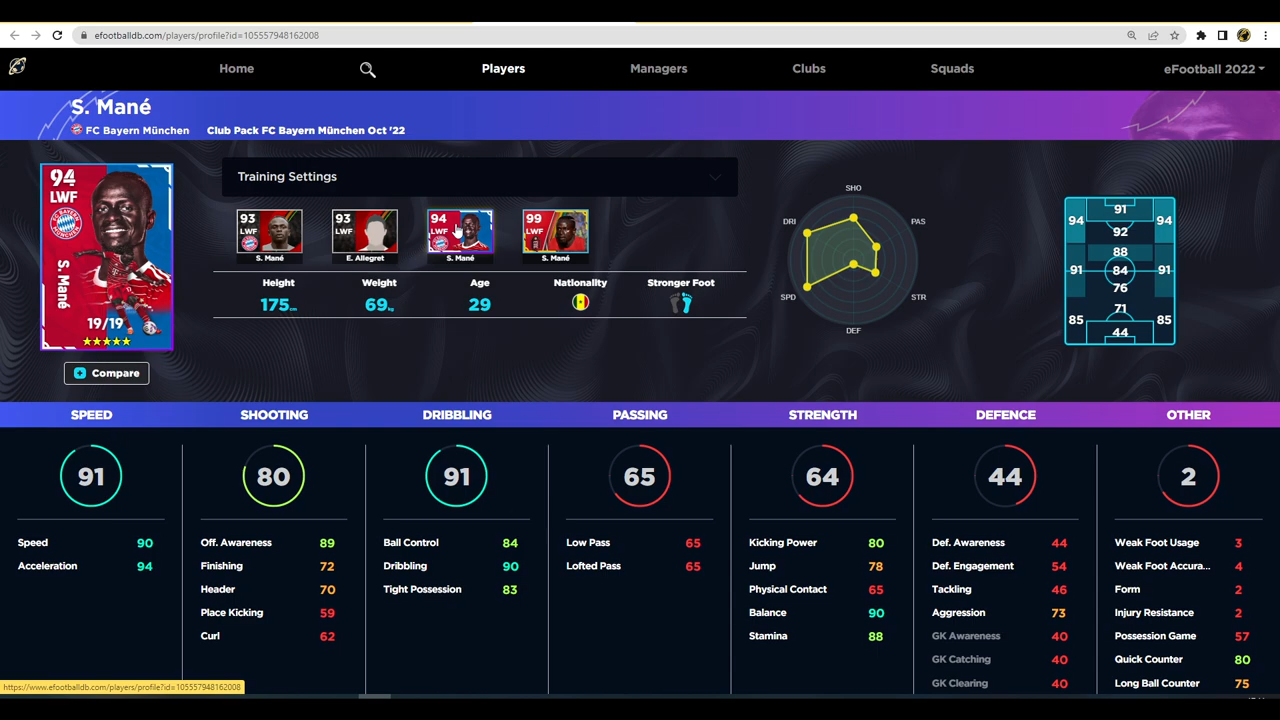 efootballdb.com/players/profile?id=105557948162008
Home
Players
Managers
Clubs
Squads
eFootball 2022
S. Mané
FC Bayern München
Club Pack FC Bayern München Oct '22
94
LWF
S. Mané
19/19
Compare
Training Settings
93
LWF
S. Mané
93
LWF
E. Allegret
94
LWF
S. Mané
99
LWF
S. Mané
Height
175cm
Weight
69kg
Age
29
Nationality
Stronger Foot
SHO
PAS
STR
DEF
SPD
DRI
91
94
94
92
88
91
84
91
76
71
85
85
44
SPEED
91
Speed 90
Acceleration 94
SHOOTING
80
Off. Awareness 89
Finishing 72
Header 70
Place Kicking 59
Curl 62
DRIBBLING
91
Ball Control 84
Dribbling 90
Tight Possession 83
PASSING
65
Low Pass 65
Lofted Pass 65
STRENGTH
64
Kicking Power 80
Jump 78
Physical Contact 65
Balance 90
Stamina 88
DEFENCE
44
Def. Awareness 44
Def. Engagement 54
Tackling 46
Aggression 73
GK Awareness 40
GK Catching 40
GK Clearing 40
OTHER
2
Weak Foot Usage 3
Weak Foot Accura... 4
Form 2
Injury Resistance 2
Possession Game 57
Quick Counter 80
Long Ball Counter 75
https://www.efootballdb.com/players/profile?id=105557948162008